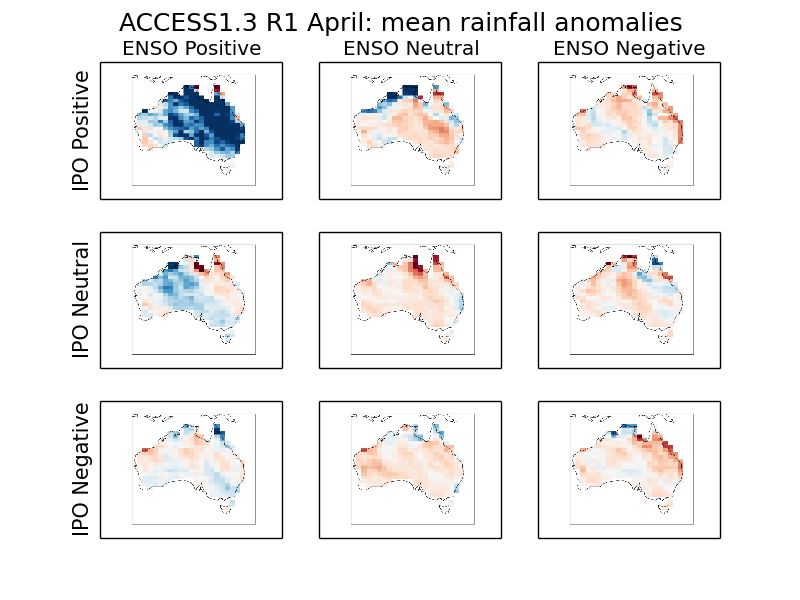 ACCESS1.3 R1 April: mean rainfall anomalies
ENSO Positive
ENSO Neutral
ENSO Negative
IPO Positive
IPO Neutral
IPO Negative